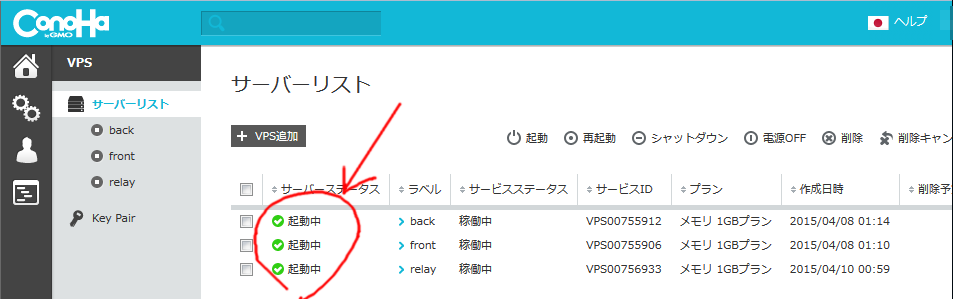 ConoHa
by GMO
ヘルプ
VPS
サーバーリスト
back
front
relay
Key Pair
サーバーリスト
+ VPS追加
起動 再起動 シャットダウン 電源OFF 削除 削除キャン
サーバーステータス ラベル サービスステータス サービスID プラン 作成日時 削除予
起動中 back 稼働中 VPS00755912 メモリ 1GBプラン 2015/04/08 01:14
起動中 front 稼働中 VPS00755906 メモリ 1GBプラン 2015/04/08 01:10
起動中 relay 稼働中 VPS00756933 メモリ 1GBプラン 2015/04/10 00:59